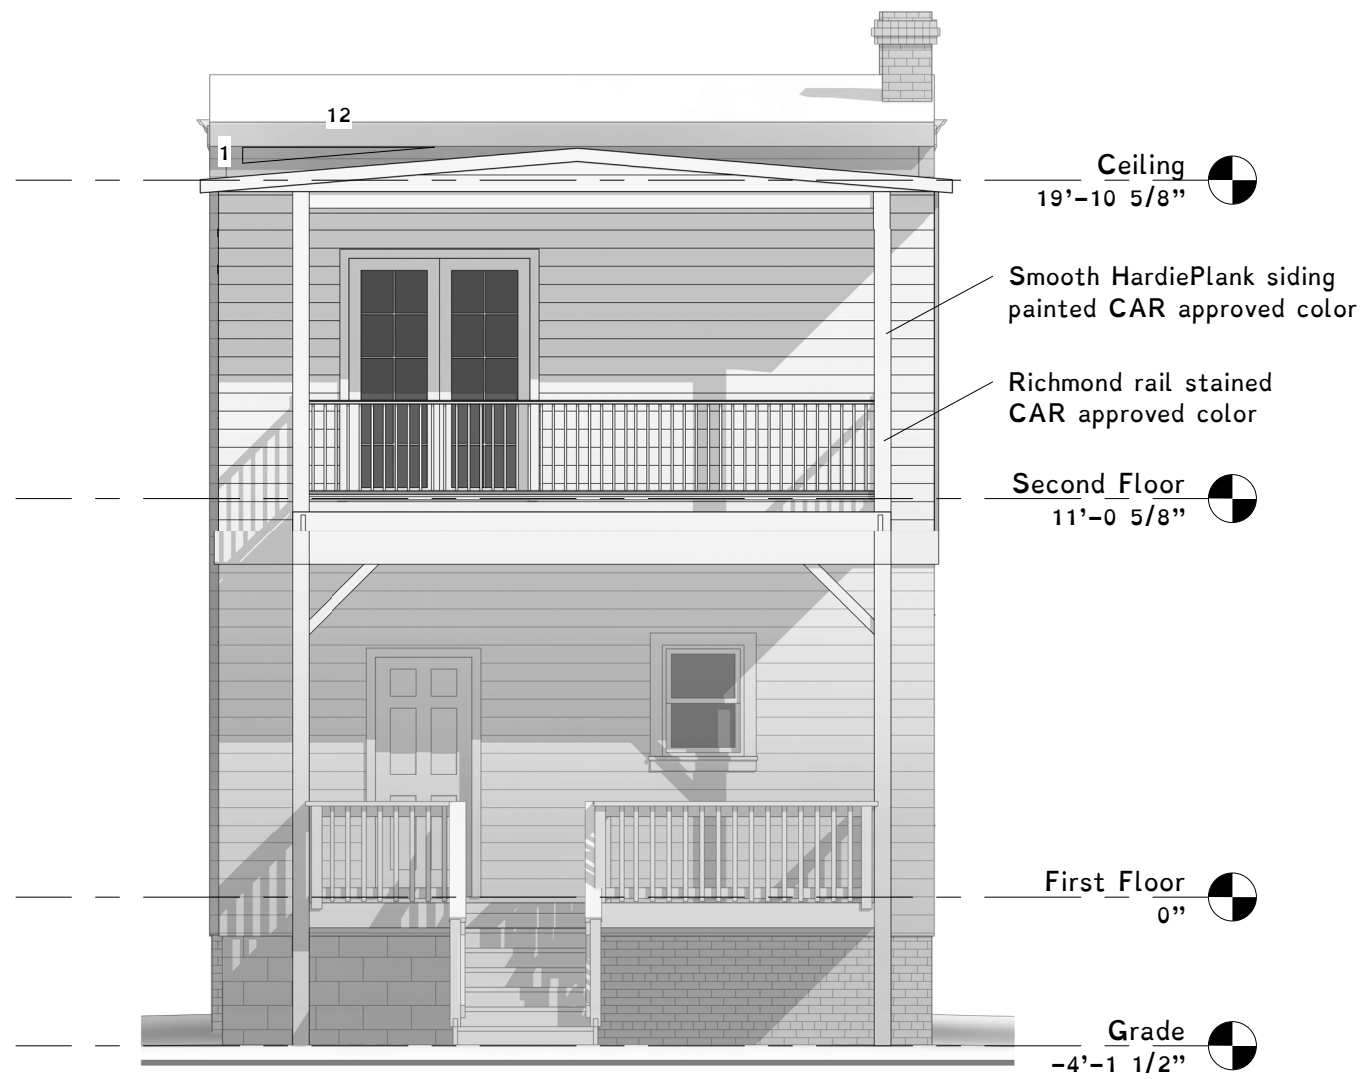 12
1
Ceiling
19’–10 5/8”
Smooth HardiePlank siding
painted CAR approved color
Richmond rail stained
CAR approved color
Second Floor
11’–0 5/8”
First Floor
0”
Grade
–4’–1 1/2”